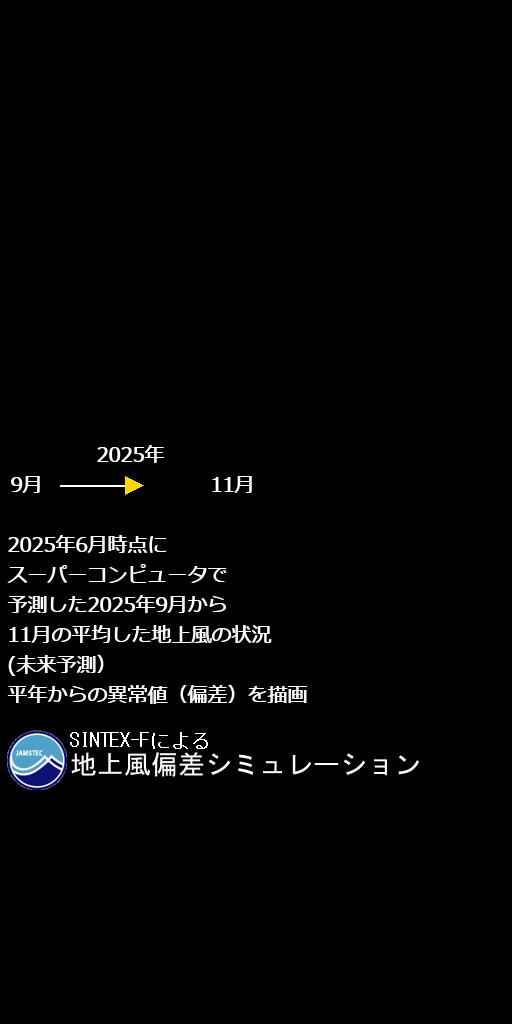 2025年
9月 11月
2025年6月時点に
スーパーコンピュータで
予測した2025年9月から
11月の平均した地上風の状況
(未来予測）
平年からの異常値（偏差）を描画
SINTEX-Fによる
JAMSTEC
地上風偏差シミュレーション